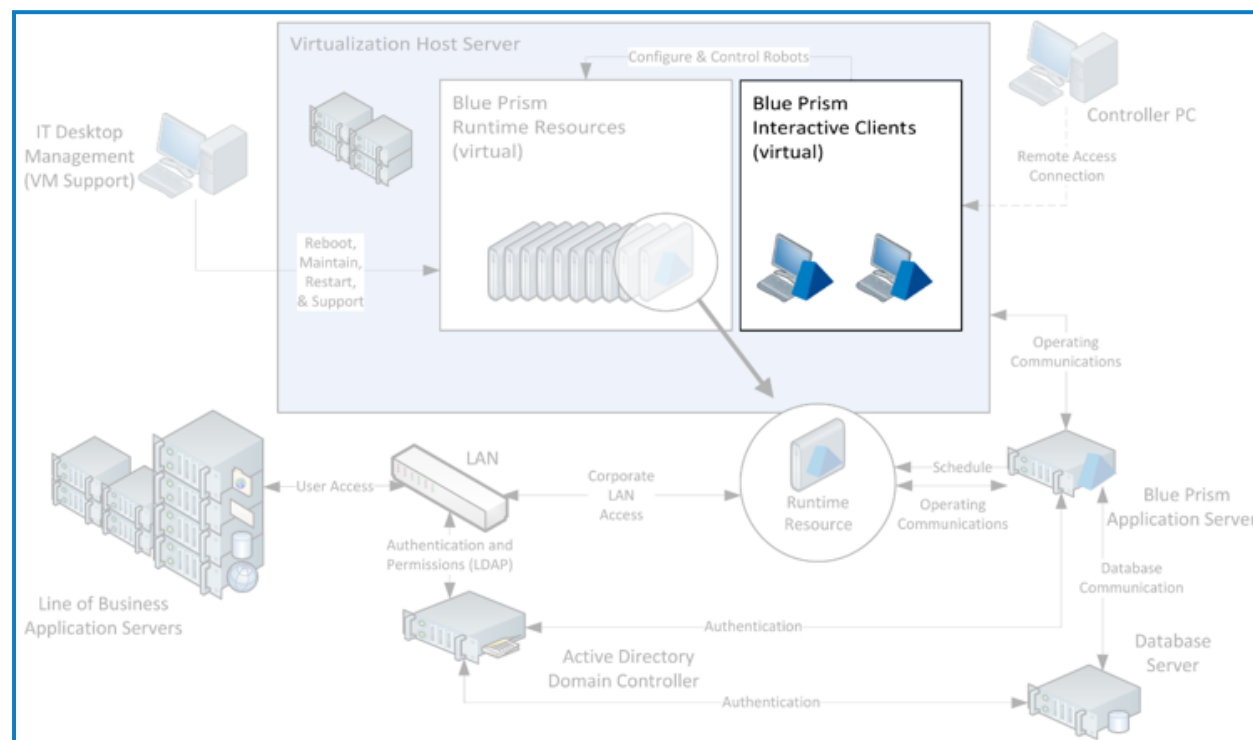 Virtualization Host Server
Configure & Control Robots
Blue Prism
Runtime Resources
(virtual)
Blue Prism
Interactive Clients
(virtual)
Controller PC
IT Desktop
Management
(VM Support)
Remote Access
Connection
Reboot,
Maintain,
Restart,
& Support
Operating
Communications
LAN
User Access
Corporate
LAN
Access
Runtime
Resource
Schedule
Operating
Communications
Blue Prism
Application Server
Authentication and
Permissions (LDAP)
Database
Communication
Line of Business
Application Servers
Authentication
Active Directory
Domain Controller
Database
Server
Authentication